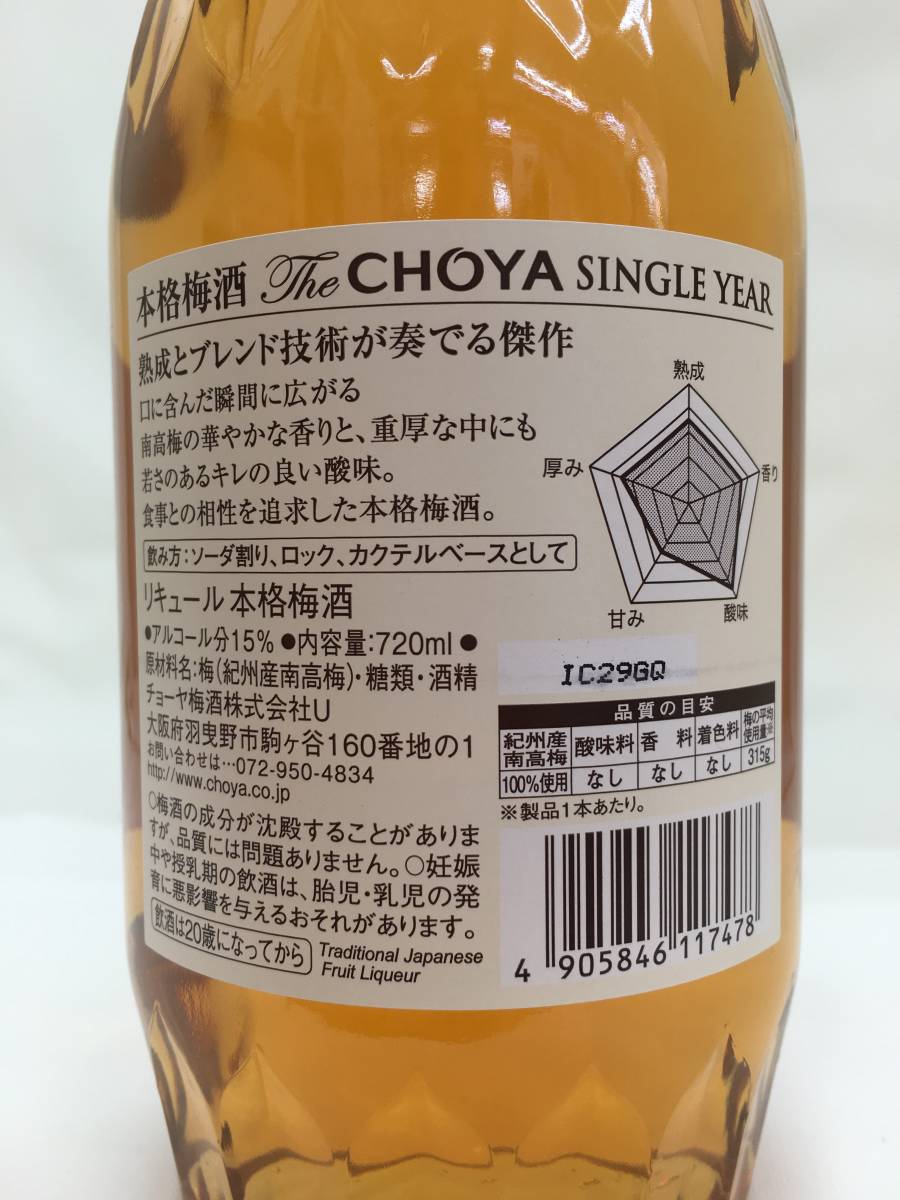 本格梅酒 The CHOYA SINGLE YEAR
熟成とブレンド技術が奏でる傑作
口に含んだ瞬間に広がる
南高梅の華やかな香りと、重厚な中にも
若さのあるキレの良い酸味。
食事との相性を追求した本格梅酒。
飲み方:ソーダ割り、ロック、カクテルベースとして
熟成
厚み
香り
甘み
酸味
リキュール 本格梅酒
●アルコール分15% ●内容量:720ml ●
原材料名:梅(紀州産南高梅)・糖類・酒精
チョーヤ梅酒株式会社U
大阪府羽曳野市駒ヶ谷160番地の1
お問い合わせは…072-950-4834
http://www.choya.co.jp
○梅酒の成分が沈殿することがありま
すが、品質には問題ありません。○妊娠
中や授乳期の飲酒は、胎児・乳児の発
育に悪影響を与えるおそれがあります。
飲酒は20歳になってから
Traditional Japanese
Fruit Liqueur
IC29GQ
品質の目安
紀州産南高梅 酸味料 香料 着色料 梅の平均使用量※
100%使用 なし なし なし 315g
※製品1本あたり。
4 905846 117478